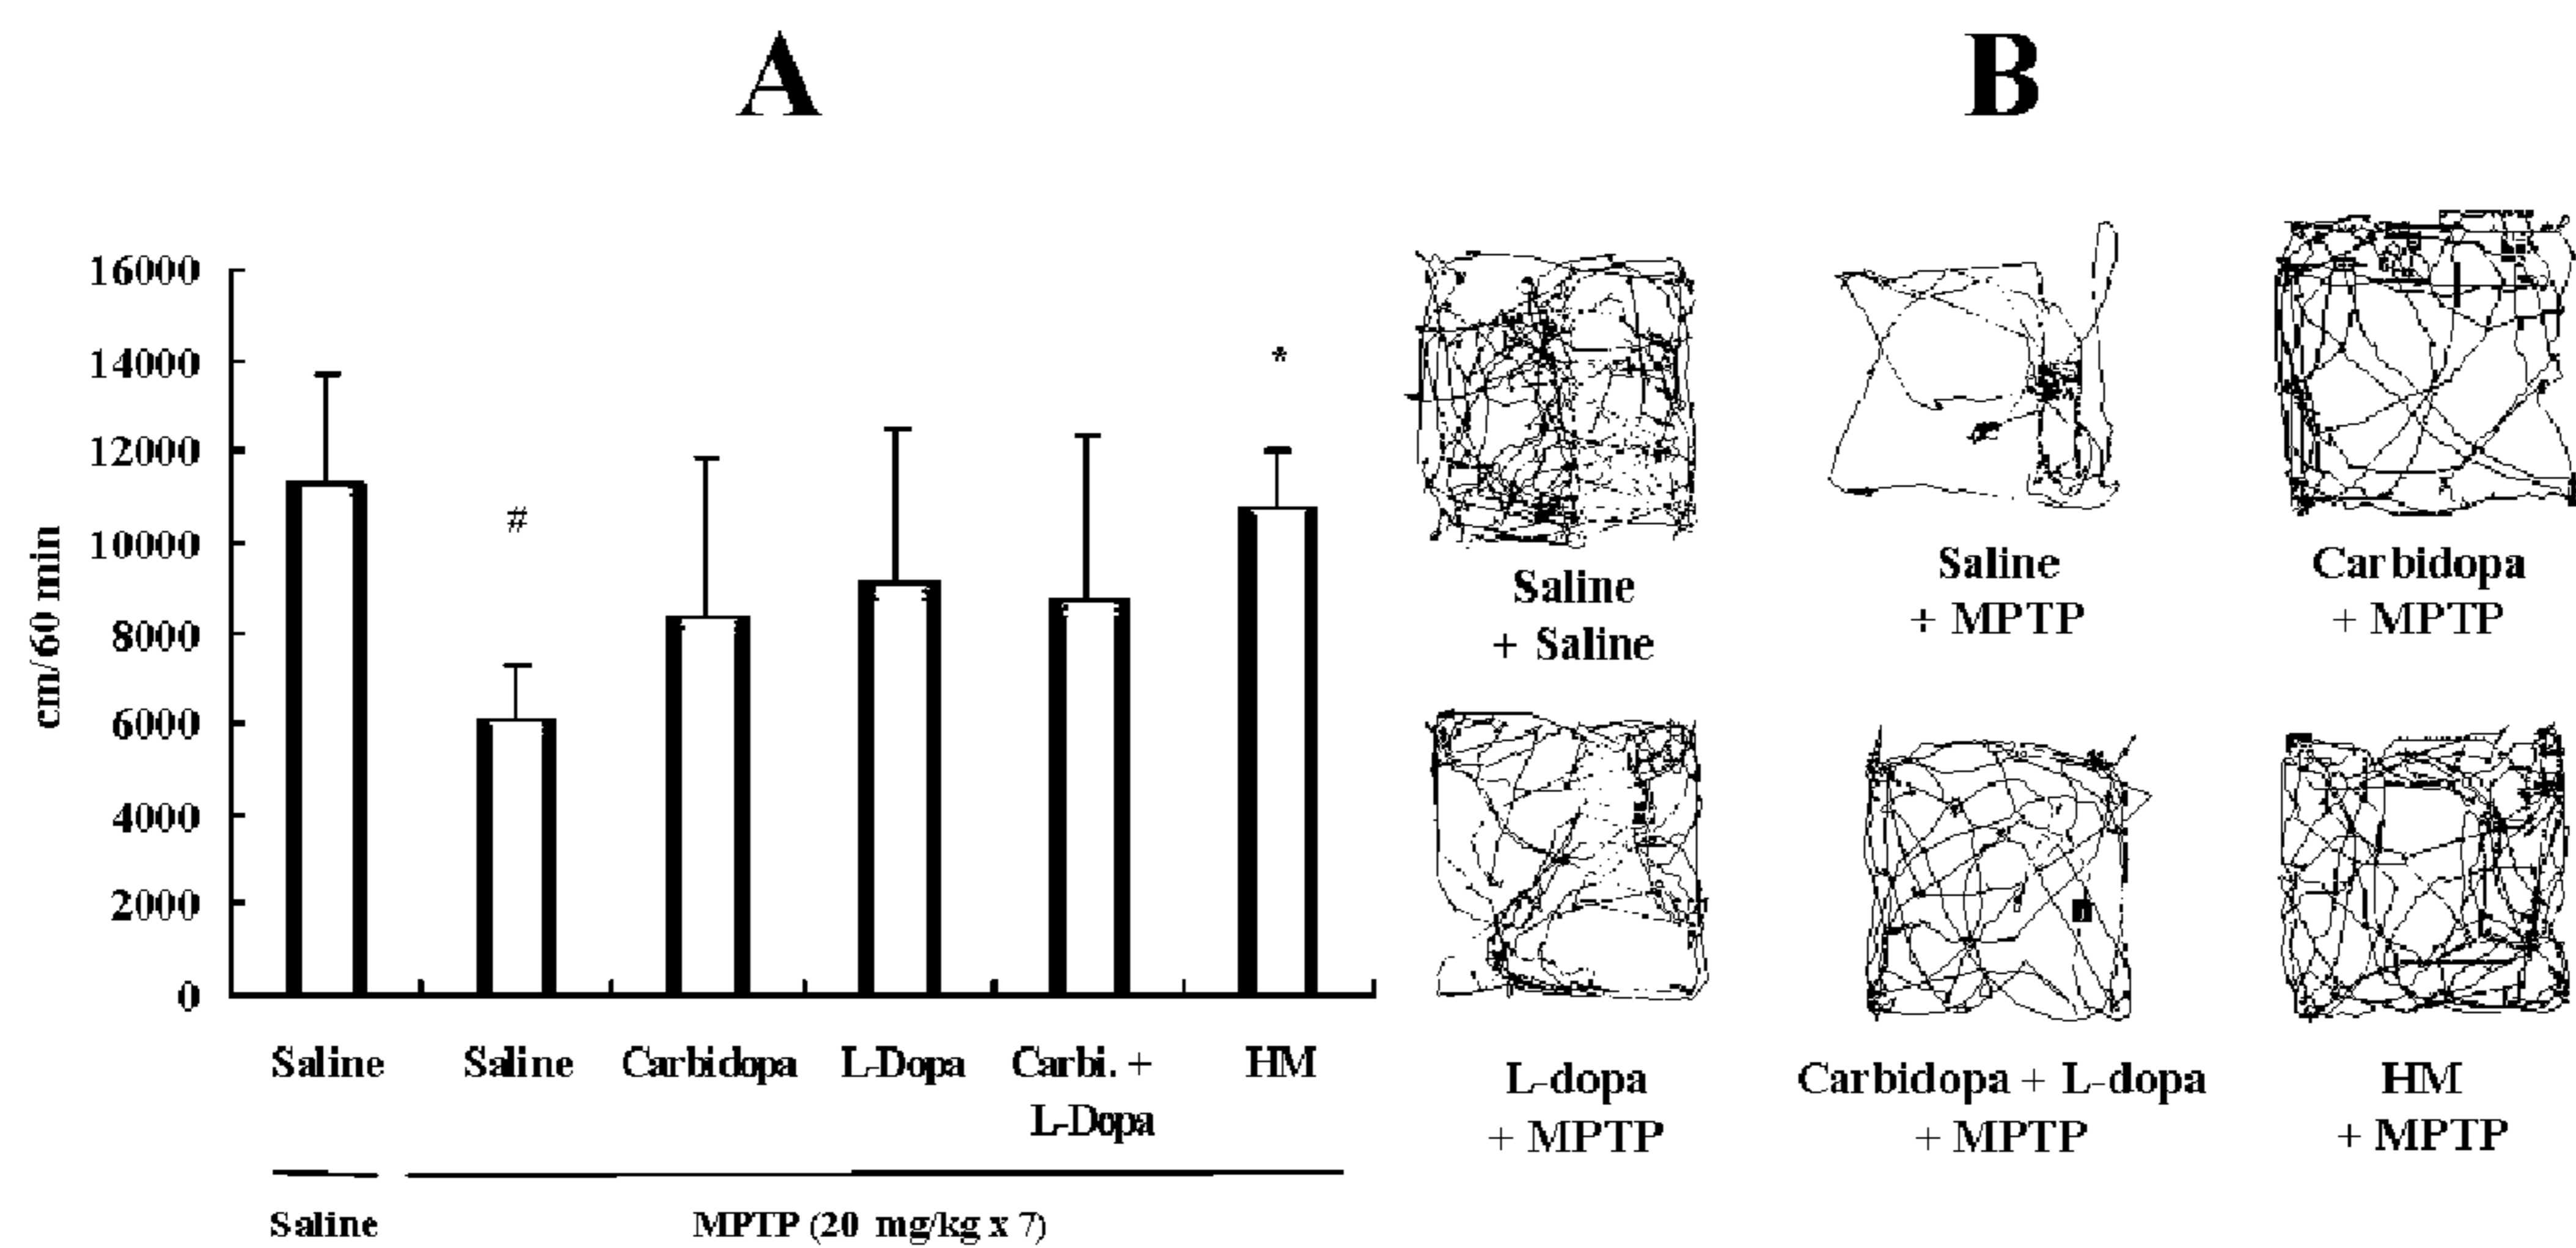 A
B
16000
14000
12000
10000
8000
6000
4000
2000
0
cm/60 min
#
*
Saline
Saline
Carbidopa
L-Dopa
Carbi. +
L-Dopa
HM
Saline
MPTP (20 mg/kg x 7)
Saline
+ Saline
Saline
+ MPTP
Carbidopa
+ MPTP
L-dopa
+ MPTP
Carbidopa + L-dopa
+ MPTP
HM
+ MPTP